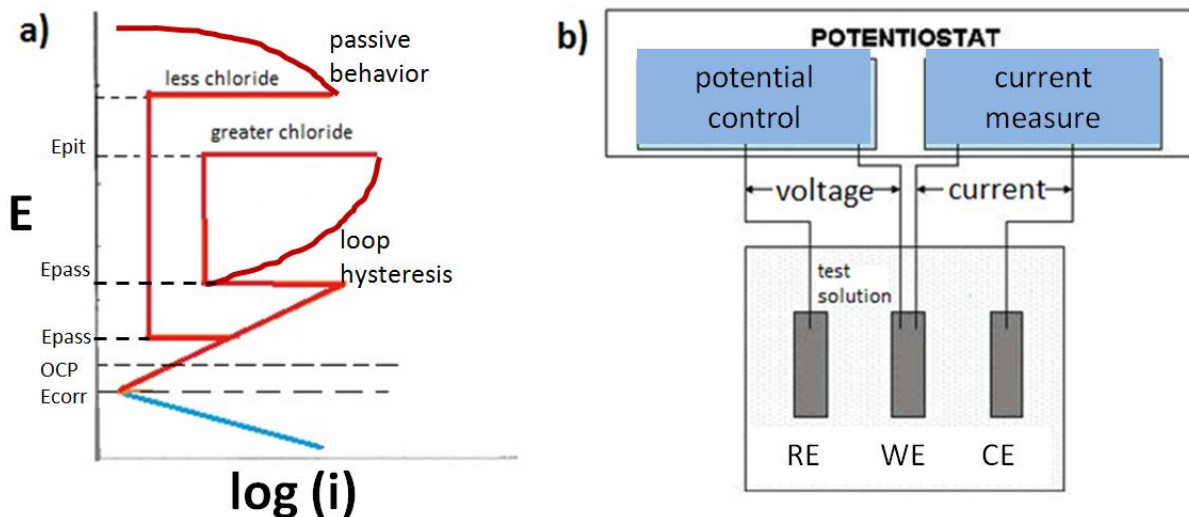 a)
passive
behavior
less chloride
greater chloride
Epit
E
loop
hysteresis
Epass
Epass
OCP
Ecorr
log (i)
b)
POTENTIOSTAT
potential
control
current
measure
voltage
current
test
solution
RE WE CE